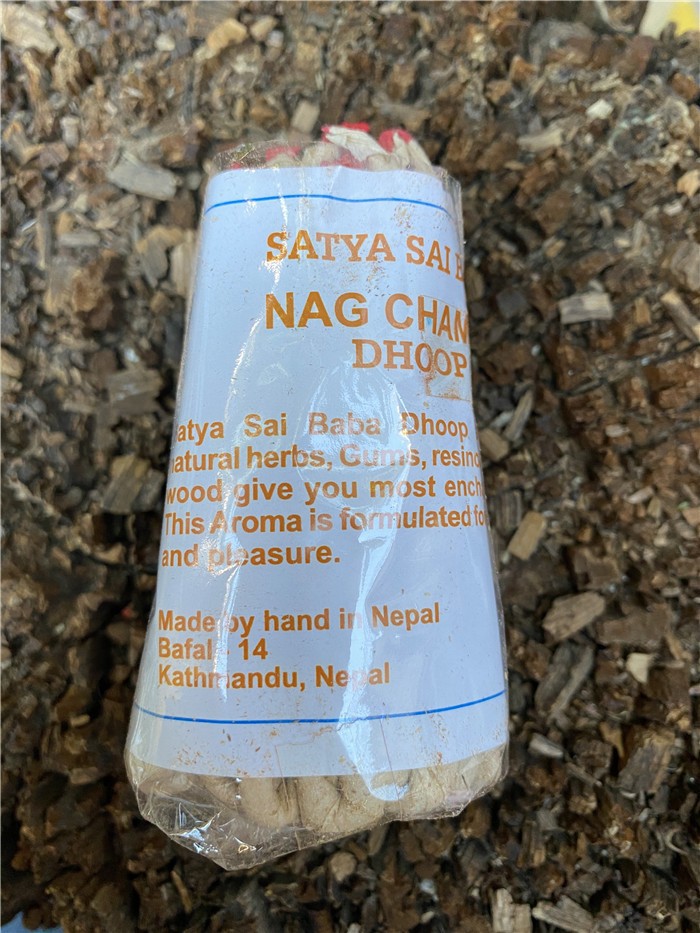 SATYA SAI B
NAG CHAM
DHOOP
atya Sai Baba Dhoop
natural herbs, Gums, resino
wood give you most ench
This Aroma is formulated fo
and pleasure.
Made by hand in Nepal
Bafal - 14
Kathmandu, Nepal